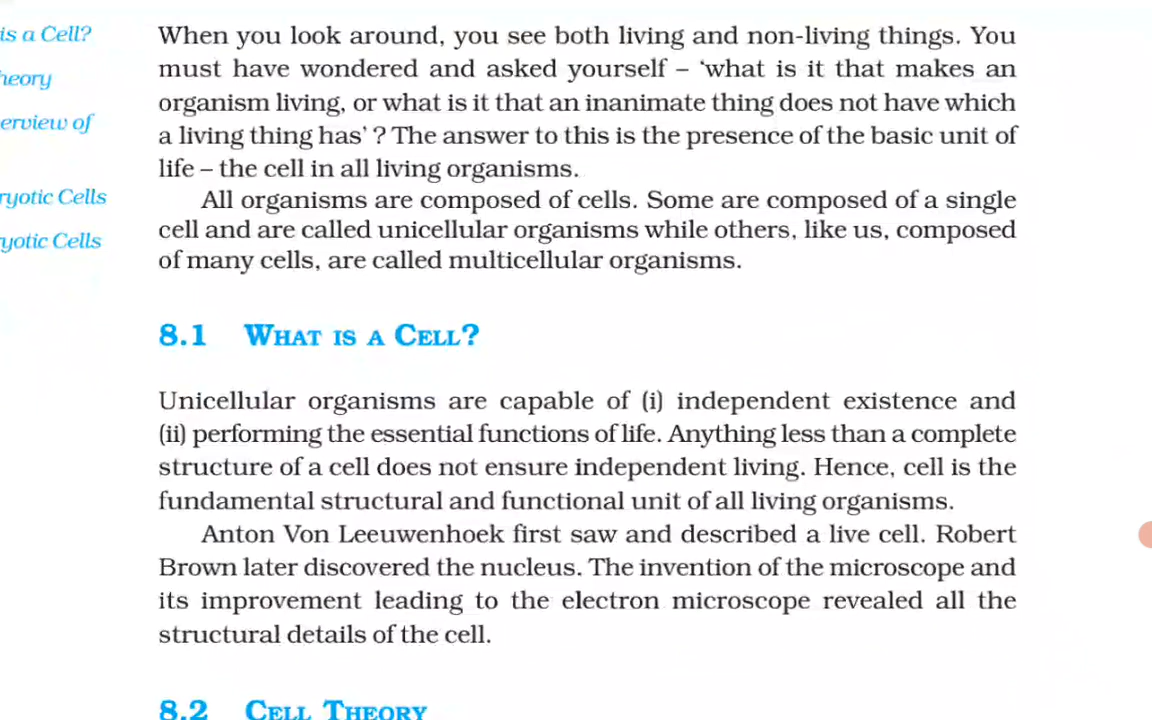 is a Cell?
heory
erview of
ryotic Cells
yotic Cells
When you look around, you see both living and non-living things. You
must have wondered and asked yourself – ‘what is it that makes an
organism living, or what is it that an inanimate thing does not have which
a living thing has’ ? The answer to this is the presence of the basic unit of
life – the cell in all living organisms.
All organisms are composed of cells. Some are composed of a single
cell and are called unicellular organisms while others, like us, composed
of many cells, are called multicellular organisms.
8.1 What is a Cell?
Unicellular organisms are capable of (i) independent existence and
(ii) performing the essential functions of life. Anything less than a complete
structure of a cell does not ensure independent living. Hence, cell is the
fundamental structural and functional unit of all living organisms.
Anton Von Leeuwenhoek first saw and described a live cell. Robert
Brown later discovered the nucleus. The invention of the microscope and
its improvement leading to the electron microscope revealed all the
structural details of the cell.
8.2 Cell Theory